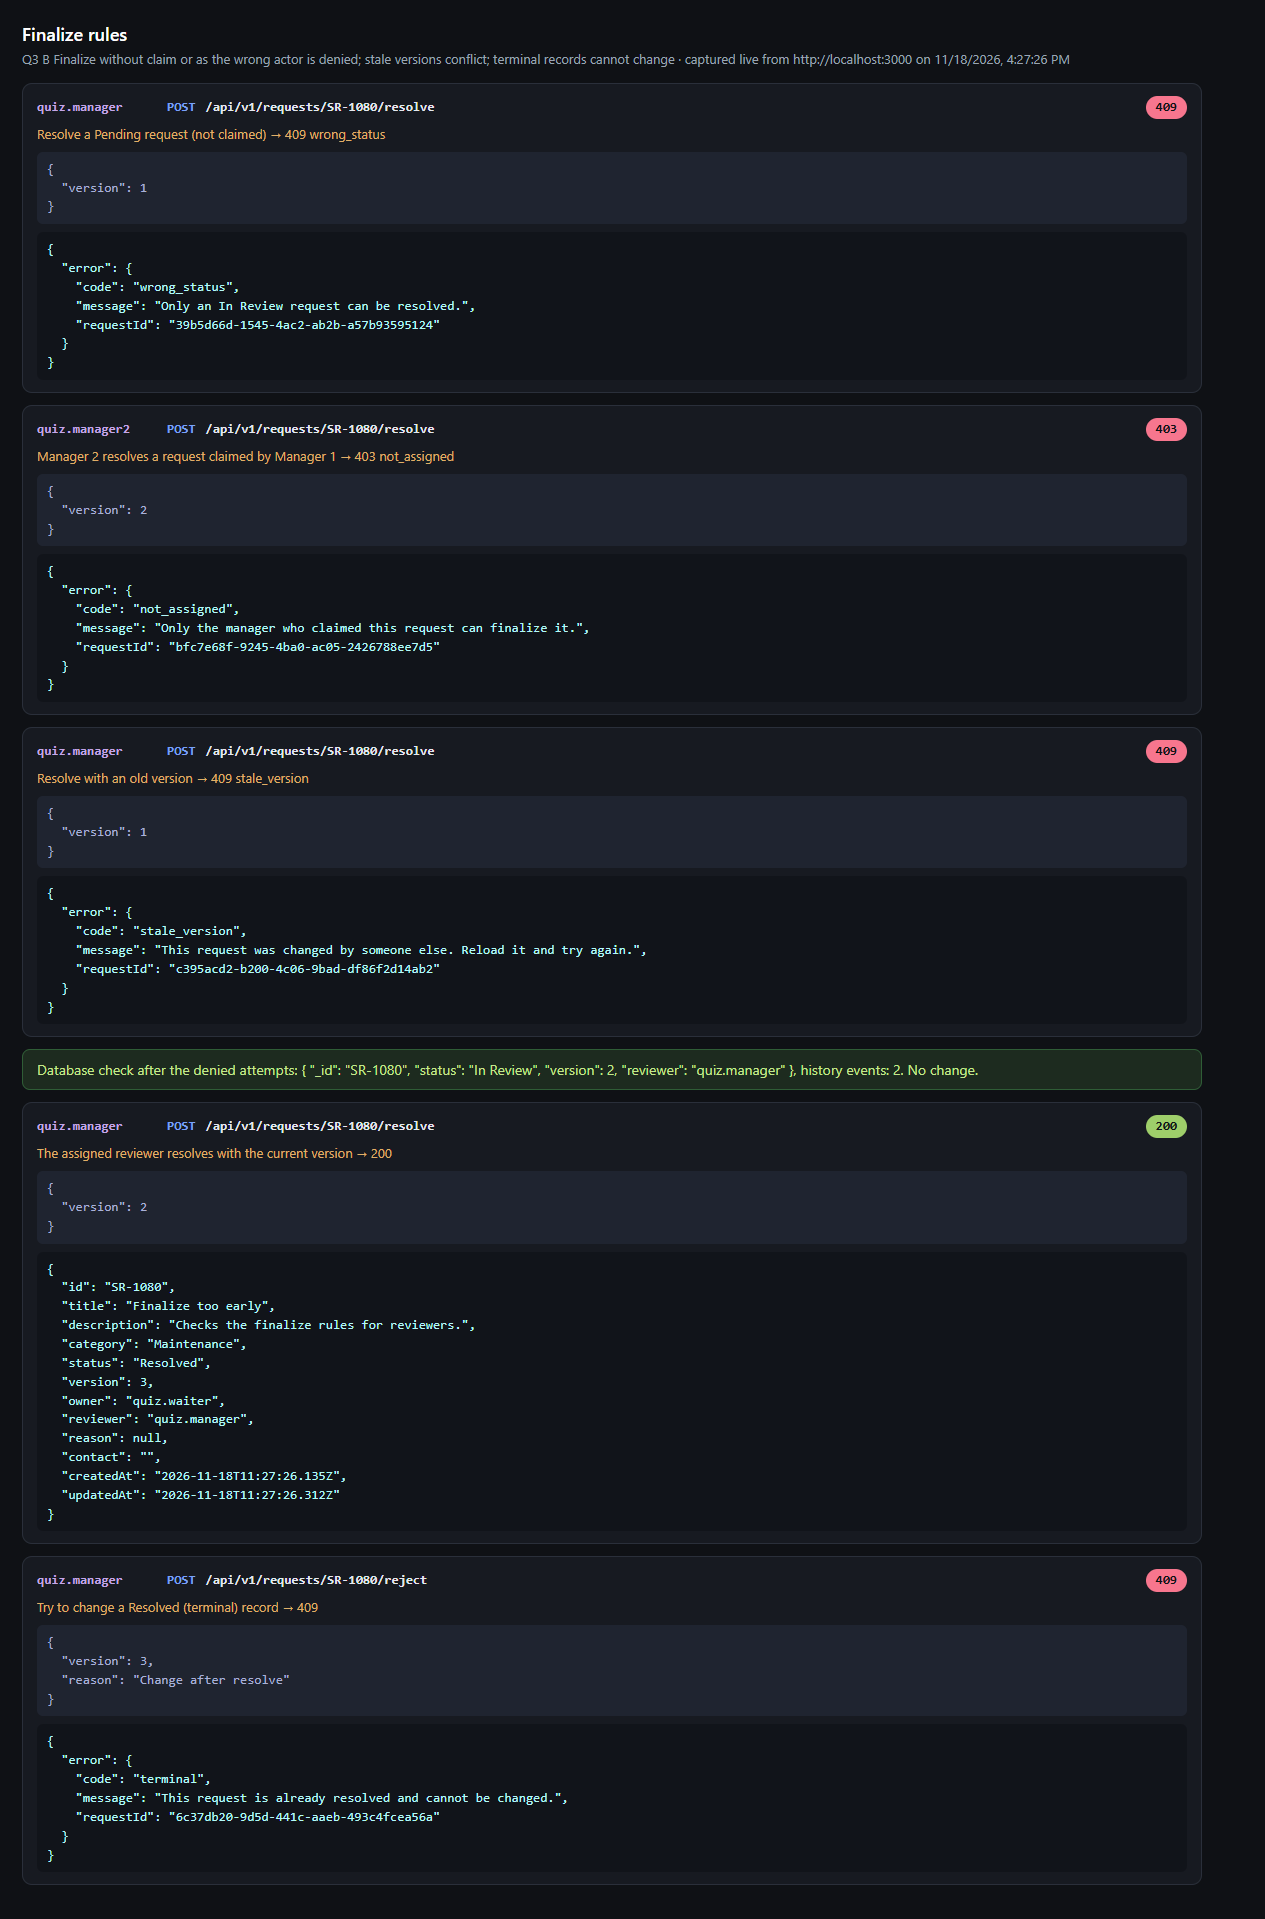 Finalize rules
Q3 B Finalize without claim or as the wrong actor is denied; stale versions conflict; terminal records cannot change · captured live from http://localhost:3000 on 11/18/2026, 4:27:26 PM
quiz.manager POST /api/v1/requests/SR-1080/resolve 409
Resolve a Pending request (not claimed) → 409 wrong_status
{
  "version": 1
}
{
  "error": {
    "code": "wrong_status",
    "message": "Only an In Review request can be resolved.",
    "requestId": "39b5d66d-1545-4ac2-ab2b-a57b93595124"
  }
}
quiz.manager2 POST /api/v1/requests/SR-1080/resolve 403
Manager 2 resolves a request claimed by Manager 1 → 403 not_assigned
{
  "version": 2
}
{
  "error": {
    "code": "not_assigned",
    "message": "Only the manager who claimed this request can finalize it.",
    "requestId": "bfc7e68f-9245-4ba0-ac05-2426788ee7d5"
  }
}
quiz.manager POST /api/v1/requests/SR-1080/resolve 409
Resolve with an old version → 409 stale_version
{
  "version": 1
}
{
  "error": {
    "code": "stale_version",
    "message": "This request was changed by someone else. Reload it and try again.",
    "requestId": "c395acd2-b200-4c06-9bad-df86f2d14ab2"
  }
}
Database check after the denied attempts: { "_id": "SR-1080", "status": "In Review", "version": 2, "reviewer": "quiz.manager" }, history events: 2. No change.
quiz.manager POST /api/v1/requests/SR-1080/resolve 200
The assigned reviewer resolves with the current version → 200
{
  "version": 2
}
{
  "id": "SR-1080",
  "title": "Finalize too early",
  "description": "Checks the finalize rules for reviewers.",
  "category": "Maintenance",
  "status": "Resolved",
  "version": 3,
  "owner": "quiz.waiter",
  "reviewer": "quiz.manager",
  "reason": null,
  "contact": "",
  "createdAt": "2026-11-18T11:27:26.135Z",
  "updatedAt": "2026-11-18T11:27:26.312Z"
}
quiz.manager POST /api/v1/requests/SR-1080/reject 409
Try to change a Resolved (terminal) record → 409
{
  "version": 3,
  "reason": "Change after resolve"
}
{
  "error": {
    "code": "terminal",
    "message": "This request is already resolved and cannot be changed.",
    "requestId": "6c37db20-9d5d-441c-aaeb-493c4fcea56a"
  }
}